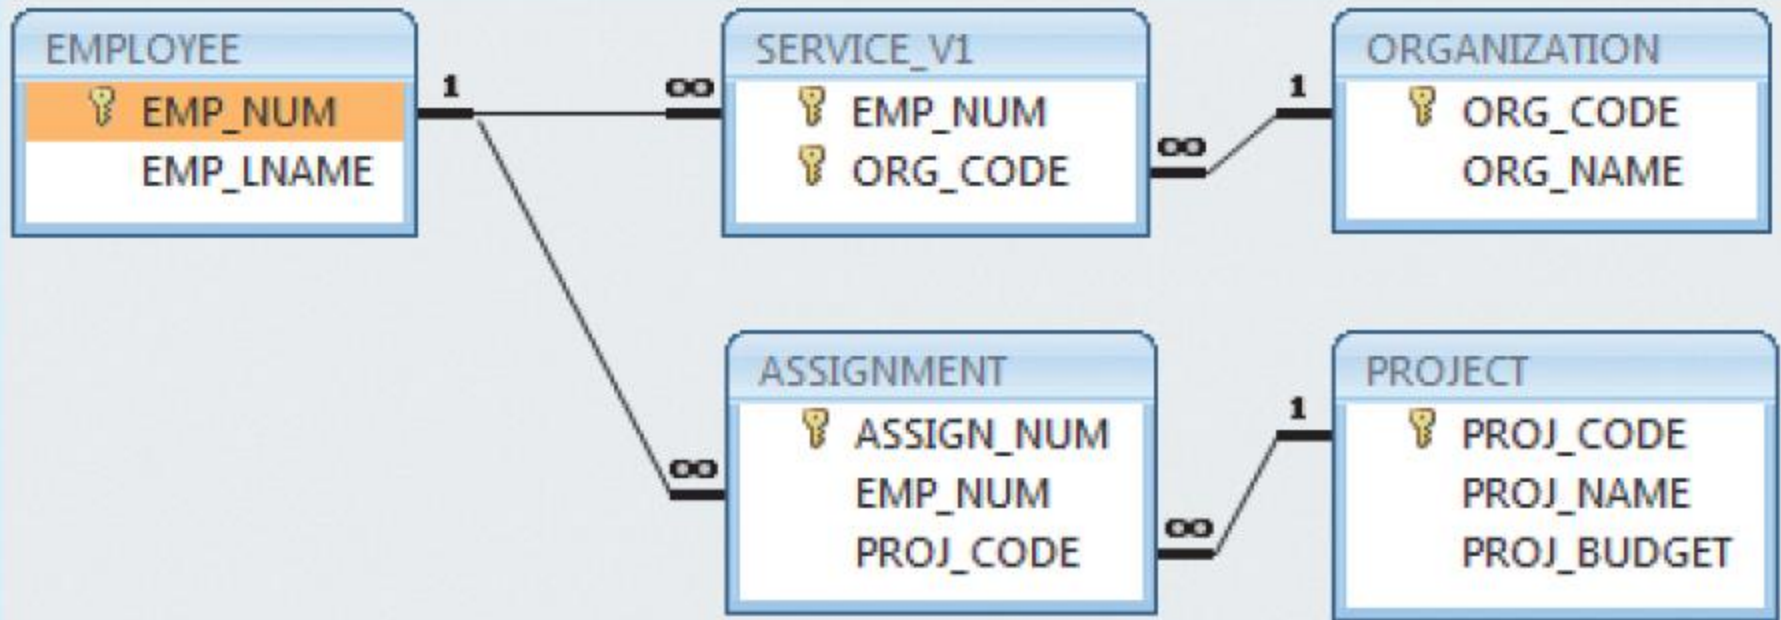 EMPLOYEE
EMP_NUM
EMP_LNAME
1
∞
SERVICE_V1
EMP_NUM
ORG_CODE
∞
1
ORGANIZATION
ORG_CODE
ORG_NAME
∞
ASSIGNMENT
ASSIGN_NUM
EMP_NUM
PROJ_CODE
∞
1
PROJECT
PROJ_CODE
PROJ_NAME
PROJ_BUDGET